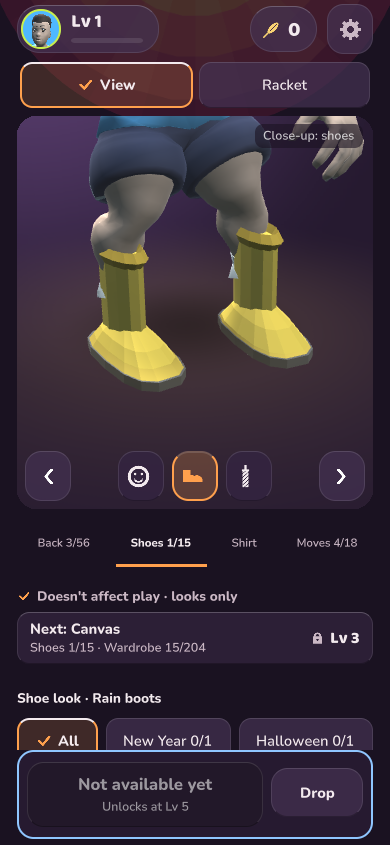 Lv 1
0
View
Racket
Close-up: shoes
Back 3/56
Shoes 1/15
Shirt
Moves 4/18
Doesn't affect play · looks only
Next: Canvas
Shoes 1/15 · Wardrobe 15/204
Lv 3
Shoe look · Rain boots
All
New Year 0/1
Halloween 0/1
Not available yet
Unlocks at Lv 5
Drop